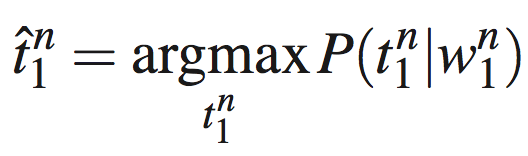 t̂₁ⁿ = argmax P(t₁ⁿ|w₁ⁿ)
t₁ⁿ